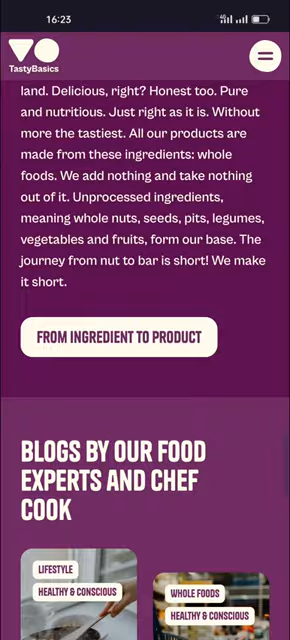 16:23
TastyBasics
land. Delicious, right? Honest too. Pure
and nutritious. Just right as it is. Without
more the tastiest. All our products are
made from these ingredients: whole
foods. We add nothing and take nothing
out of it. Unprocessed ingredients,
meaning whole nuts, seeds, pits, legumes,
vegetables and fruits, form our base. The
journey from nut to bar is short! We make
it short.
FROM INGREDIENT TO PRODUCT
BLOGS BY OUR FOOD
EXPERTS AND CHEF
COOK
LIFESTYLE
HEALTHY & CONSCIOUS
WHOLE FOODS
HEALTHY & CONSCIOUS